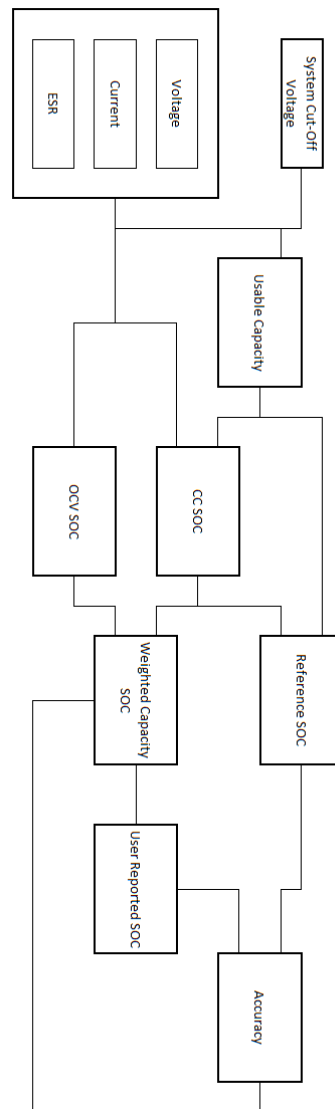 System Cut-Off
Voltage
Voltage
Current
ESR
Usable Capacity
CC SOC
OCV SOC
Reference SOC
Weighted Capacity
SOC
User Reported SOC
Accuracy